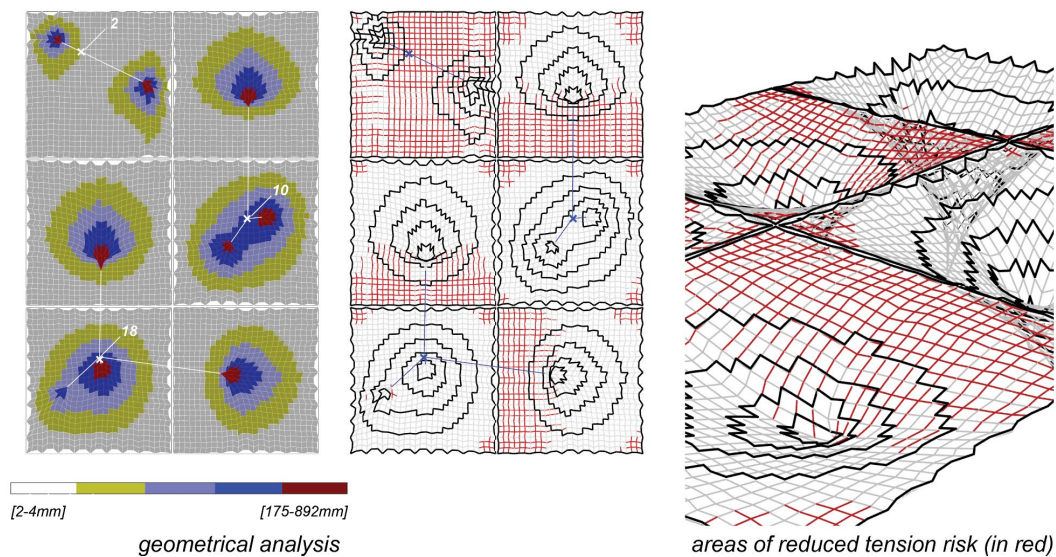 2
10
18
[2-4mm]
[175-892mm]
geometrical analysis
areas of reduced tension risk (in red)